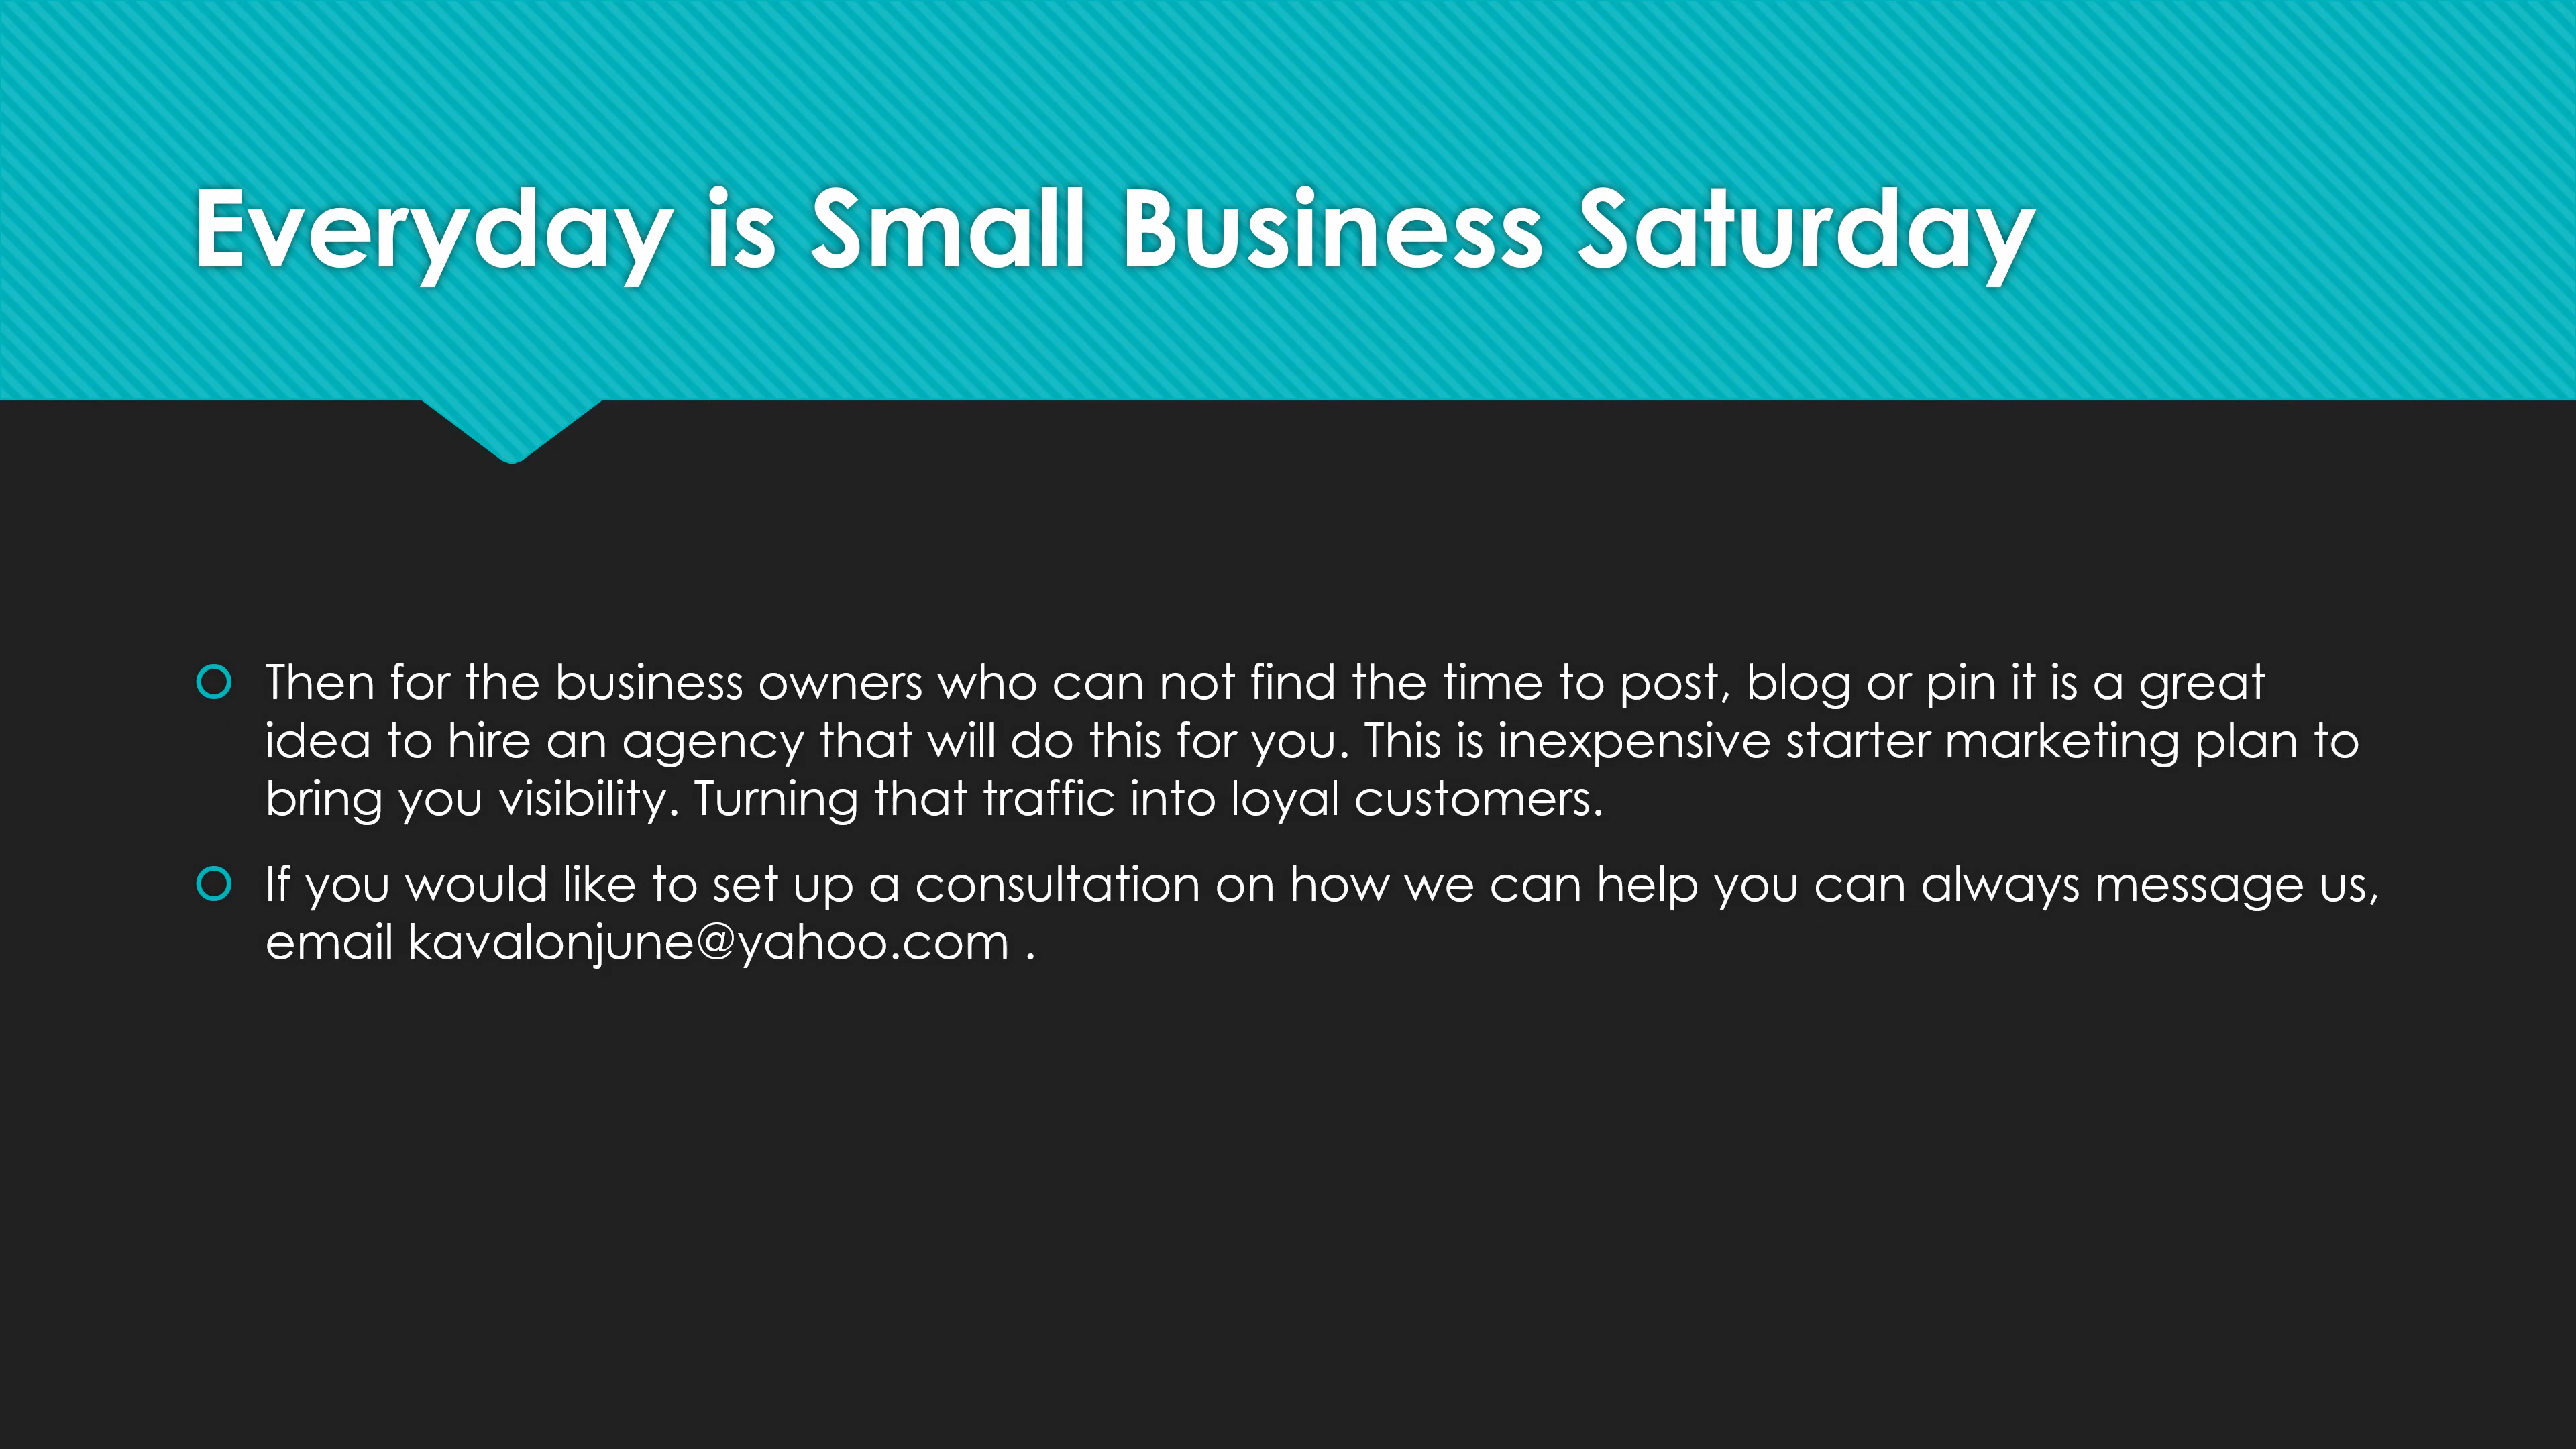 Everyday is Small Business Saturday
Then for the business owners who can not find the time to post, blog or pin it is a great
idea to hire an agency that will do this for you. This is inexpensive starter marketing plan to
bring you visibility. Turning that traffic into loyal customers.
If you would like to set up a consultation on how we can help you can always message us,
email kavalonjune@yahoo.com .